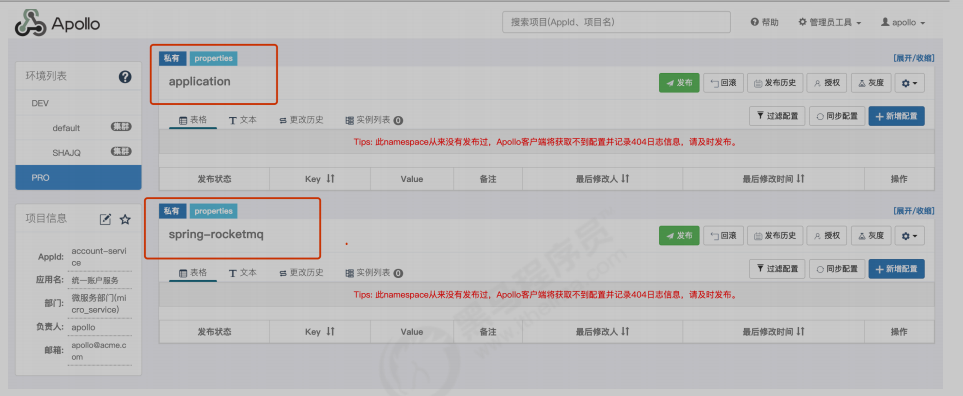 Apollo
搜索项目(AppId、项目名)
帮助
管理员工具
apollo
环境列表
DEV
default 集群
SHAJQ 集群
PRO
项目信息
AppId: account-servi
ce
应用名: 统一账户服务
部门: 微服务部门(mi
cro_service)
负责人: apollo
邮箱: apollo@acme.c
om
私有 properties [展开/收缩]
application
发布 回滚 发布历史 授权 灰度
表格 文本 更改历史 实例列表 0
过滤配置 同步配置 新增配置
Tips: 此namespace从来没有发布过，Apollo客户端将获取不到配置并记录404日志信息，请及时发布。
发布状态 Key Value 备注 最后修改人 最后修改时间 操作
私有 properties [展开/收缩]
spring-rocketmq
发布 回滚 发布历史 授权 灰度
表格 文本 更改历史 实例列表 0
过滤配置 同步配置 新增配置
Tips: 此namespace从来没有发布过，Apollo客户端将获取不到配置并记录404日志信息，请及时发布。
发布状态 Key Value 备注 最后修改人 最后修改时间 操作
黑马程序员